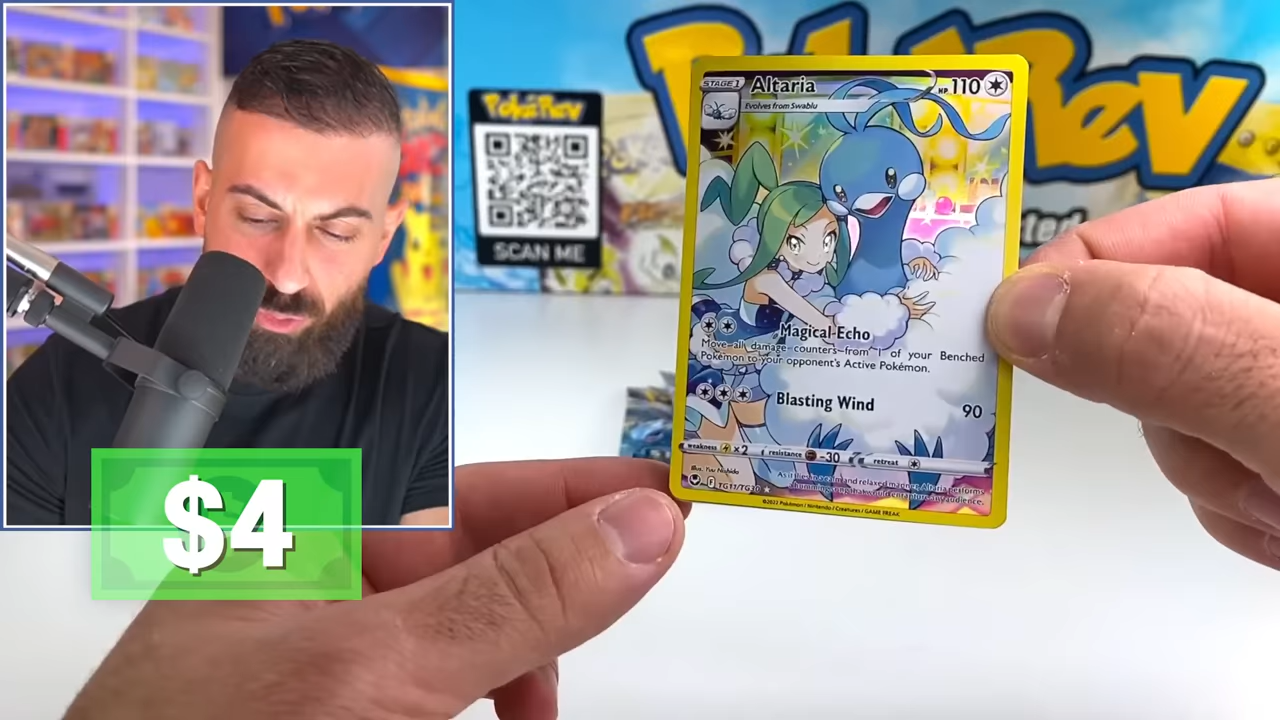 PokéRev
PokéRev
SCAN ME
STAGE 1
Altaria
HP 110
Evolves from Swablu
Magical Echo
Move all damage counters from 1 of your Benched
Pokémon to your opponent's Active Pokémon.
Blasting Wind
90
weakness x2 resistance -30 retreat
Illus. Yuu Nishida
F TG11/TG30
©2022 Pokémon / Nintendo / Creatures / GAME FREAK
$4